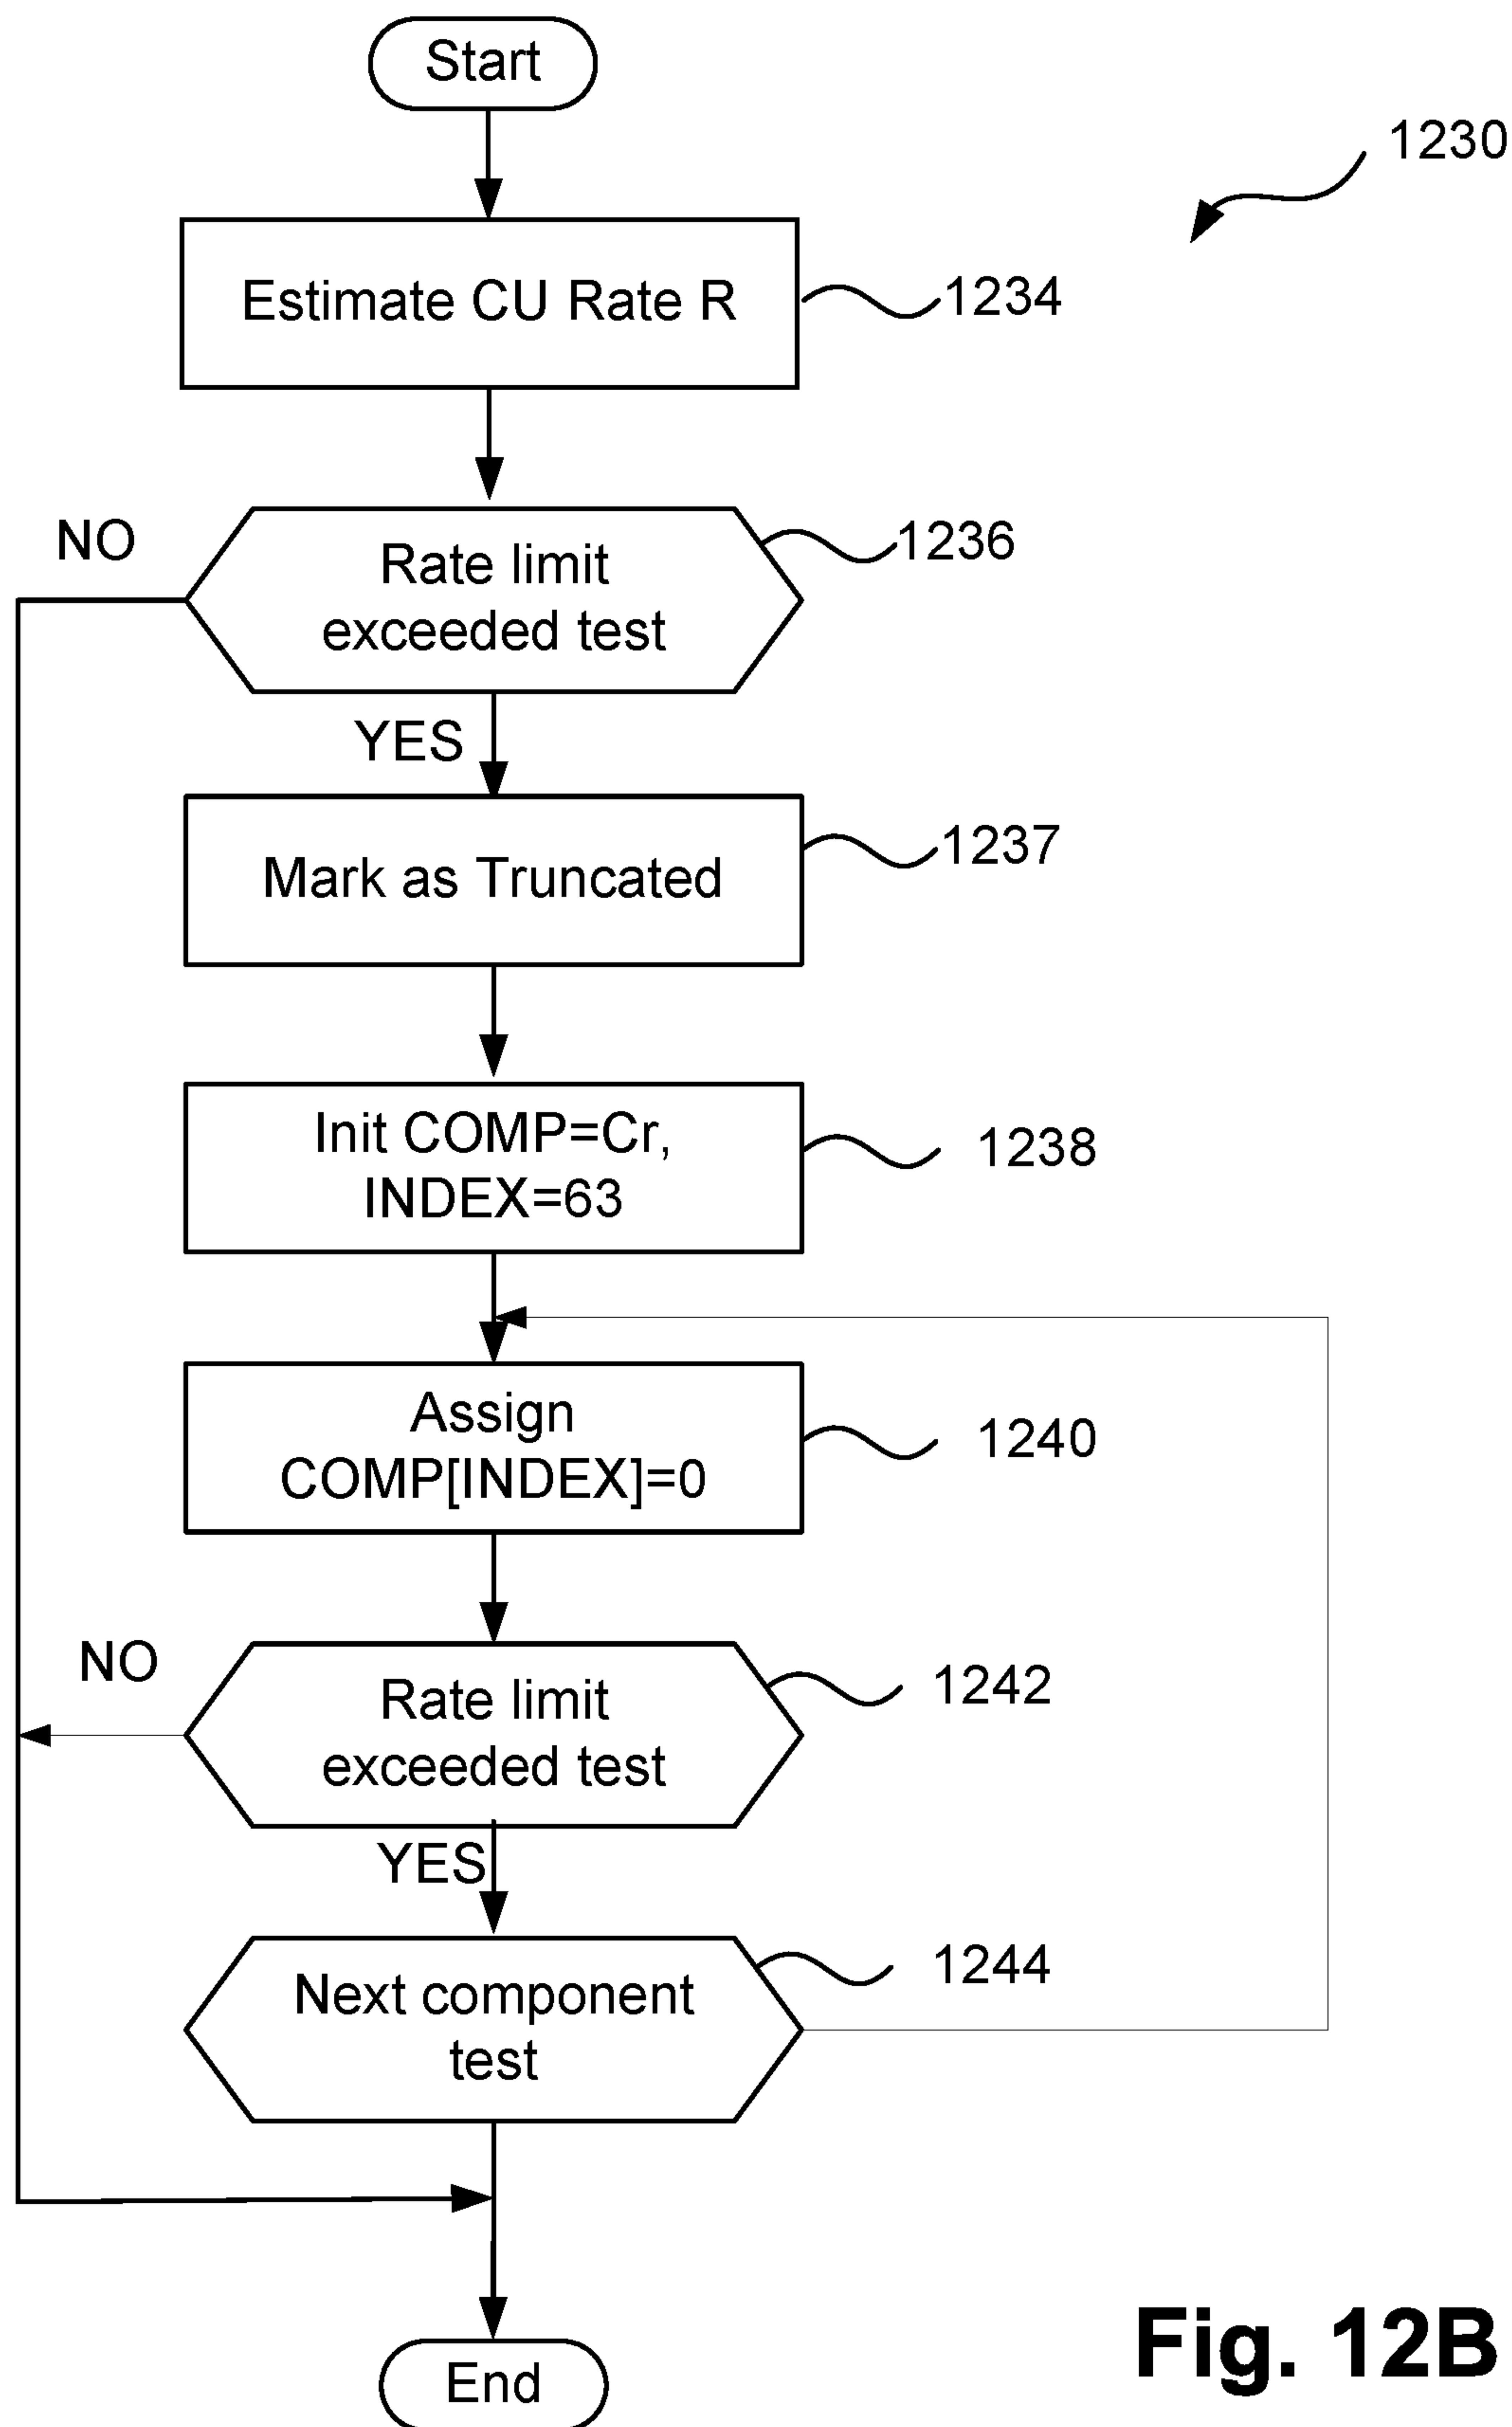 Start
1230
Estimate CU Rate R
1234
NO
Rate limit
exceeded test
1236
YES
Mark as Truncated
1237
Init COMP=Cr,
INDEX=63
1238
Assign
COMP[INDEX]=0
1240
NO
Rate limit
exceeded test
1242
YES
Next component
test
1244
End
Fig. 12B